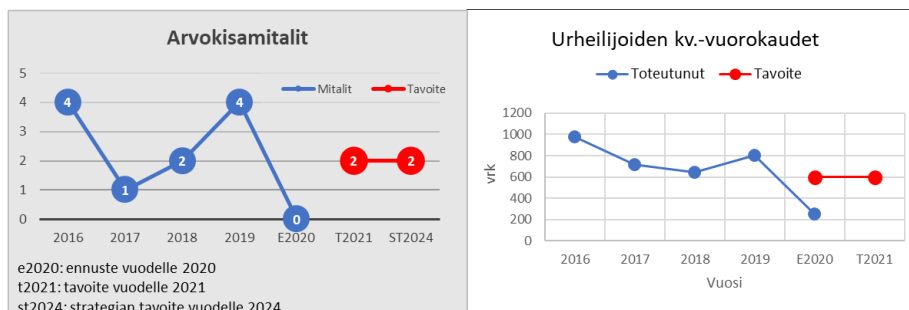 Arvokisamitalit
Mitalit Tavoite
5
4
3
2
1
0
4
1
2
4
0
2
2
2016 2017 2018 2019 E2020 T2021 ST2024
e2020: ennuste vuodelle 2020
t2021: tavoite vuodelle 2021
st2024: strategian tavoite vuodelle 2024
Urheilijoiden kv.-vuorokaudet
Toteutunut Tavoite
1200
1000
800
600
400
200
0
vrk
2016 2017 2018 2019 E2020 T2021
Vuosi